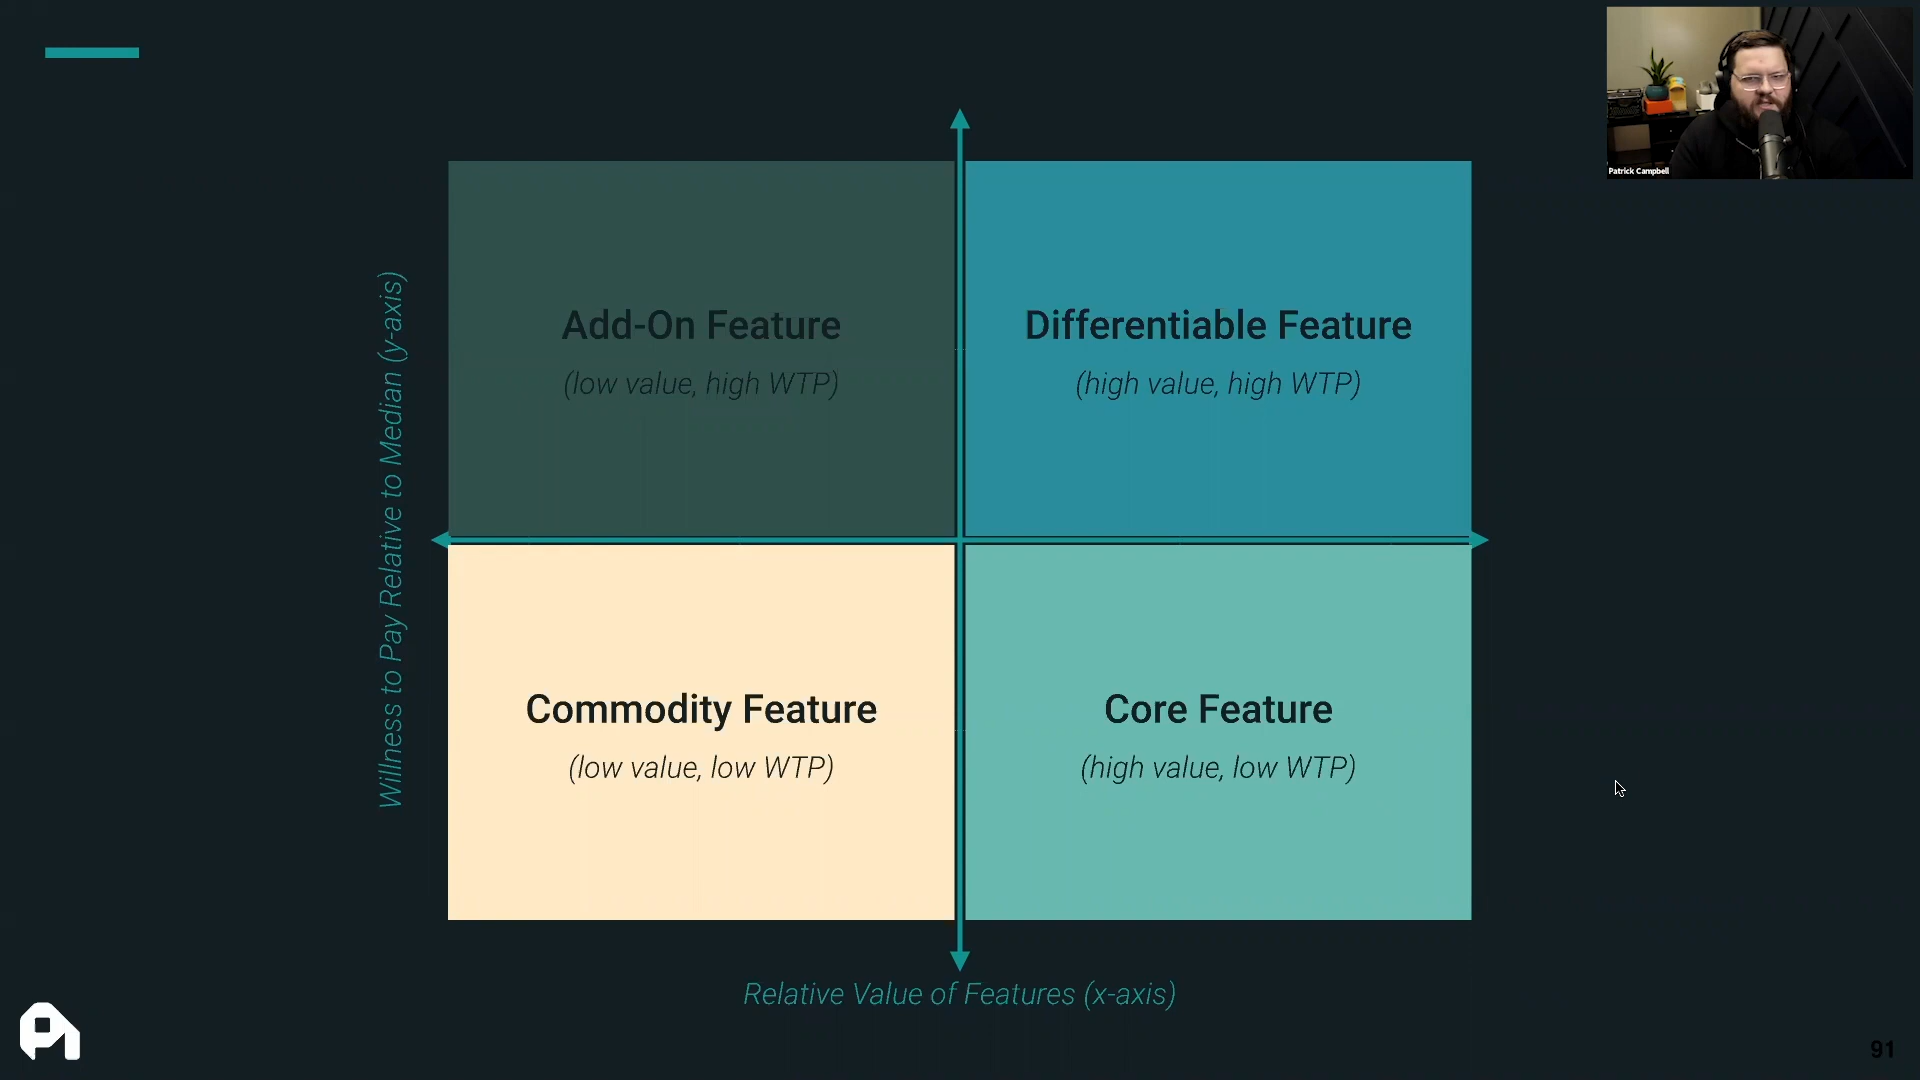 Patrick Campbell
Add-On Feature
(low value, high WTP)
Differentiable Feature
(high value, high WTP)
Willness to Pay Relative to Median (y-axis)
Commodity Feature
(low value, low WTP)
Core Feature
(high value, low WTP)
Relative Value of Features (x-axis)
91